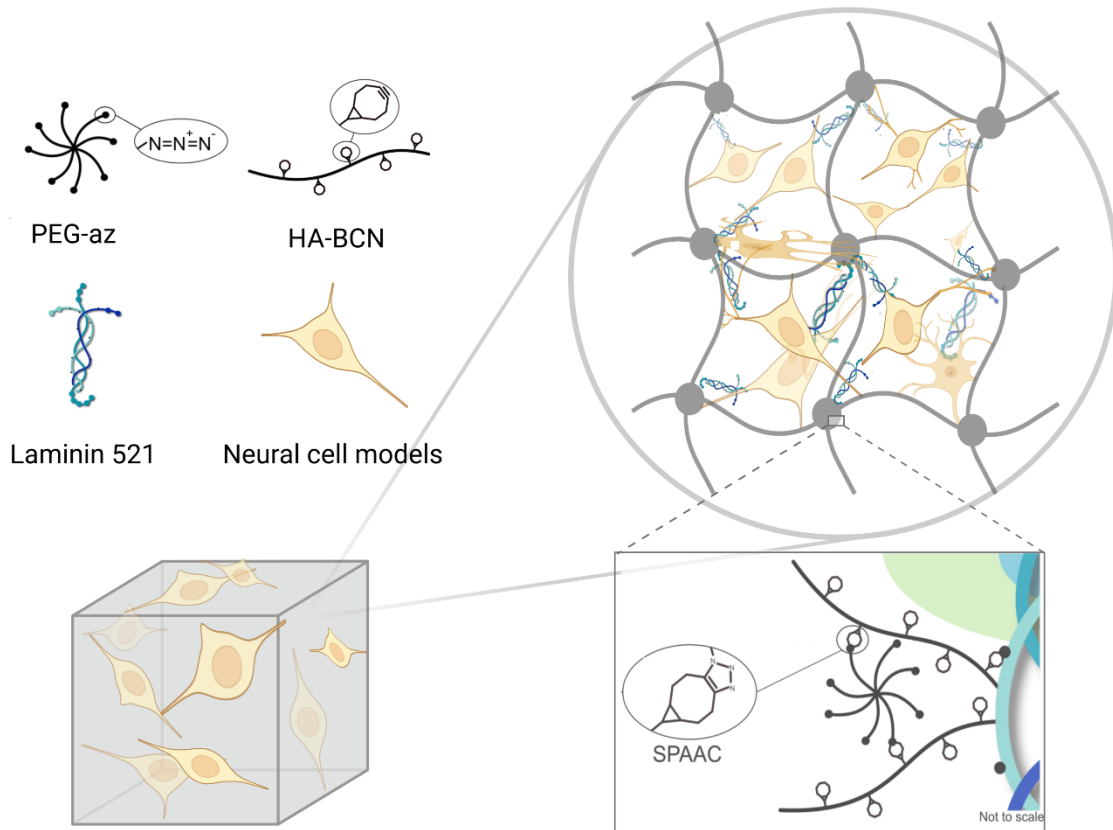 N=N⁺=N⁻
PEG-az
HA-BCN
Laminin 521
Neural cell models
N
N
N
SPAAC
Not to scale